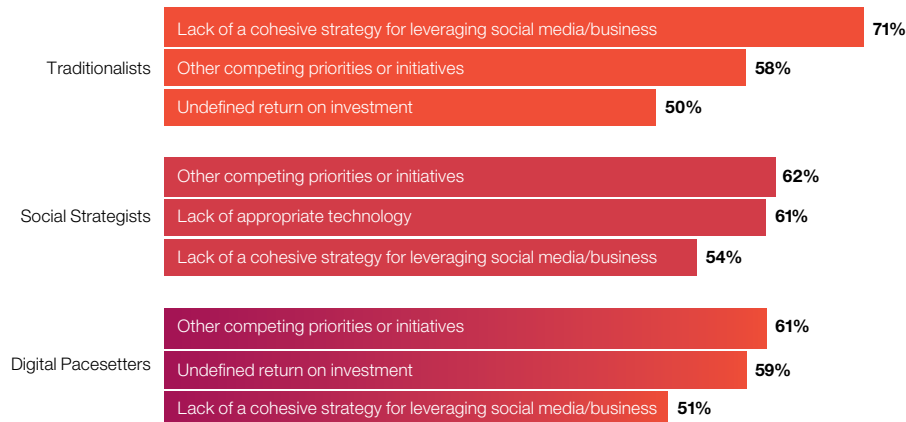 Lack of a cohesive strategy for leveraging social media/business 71%
Traditionalists Other competing priorities or initiatives 58%
Undefined return on investment 50%
Other competing priorities or initiatives 62%
Social Strategists Lack of appropriate technology 61%
Lack of a cohesive strategy for leveraging social media/business 54%
Other competing priorities or initiatives 61%
Digital Pacesetters Undefined return on investment 59%
Lack of a cohesive strategy for leveraging social media/business 51%